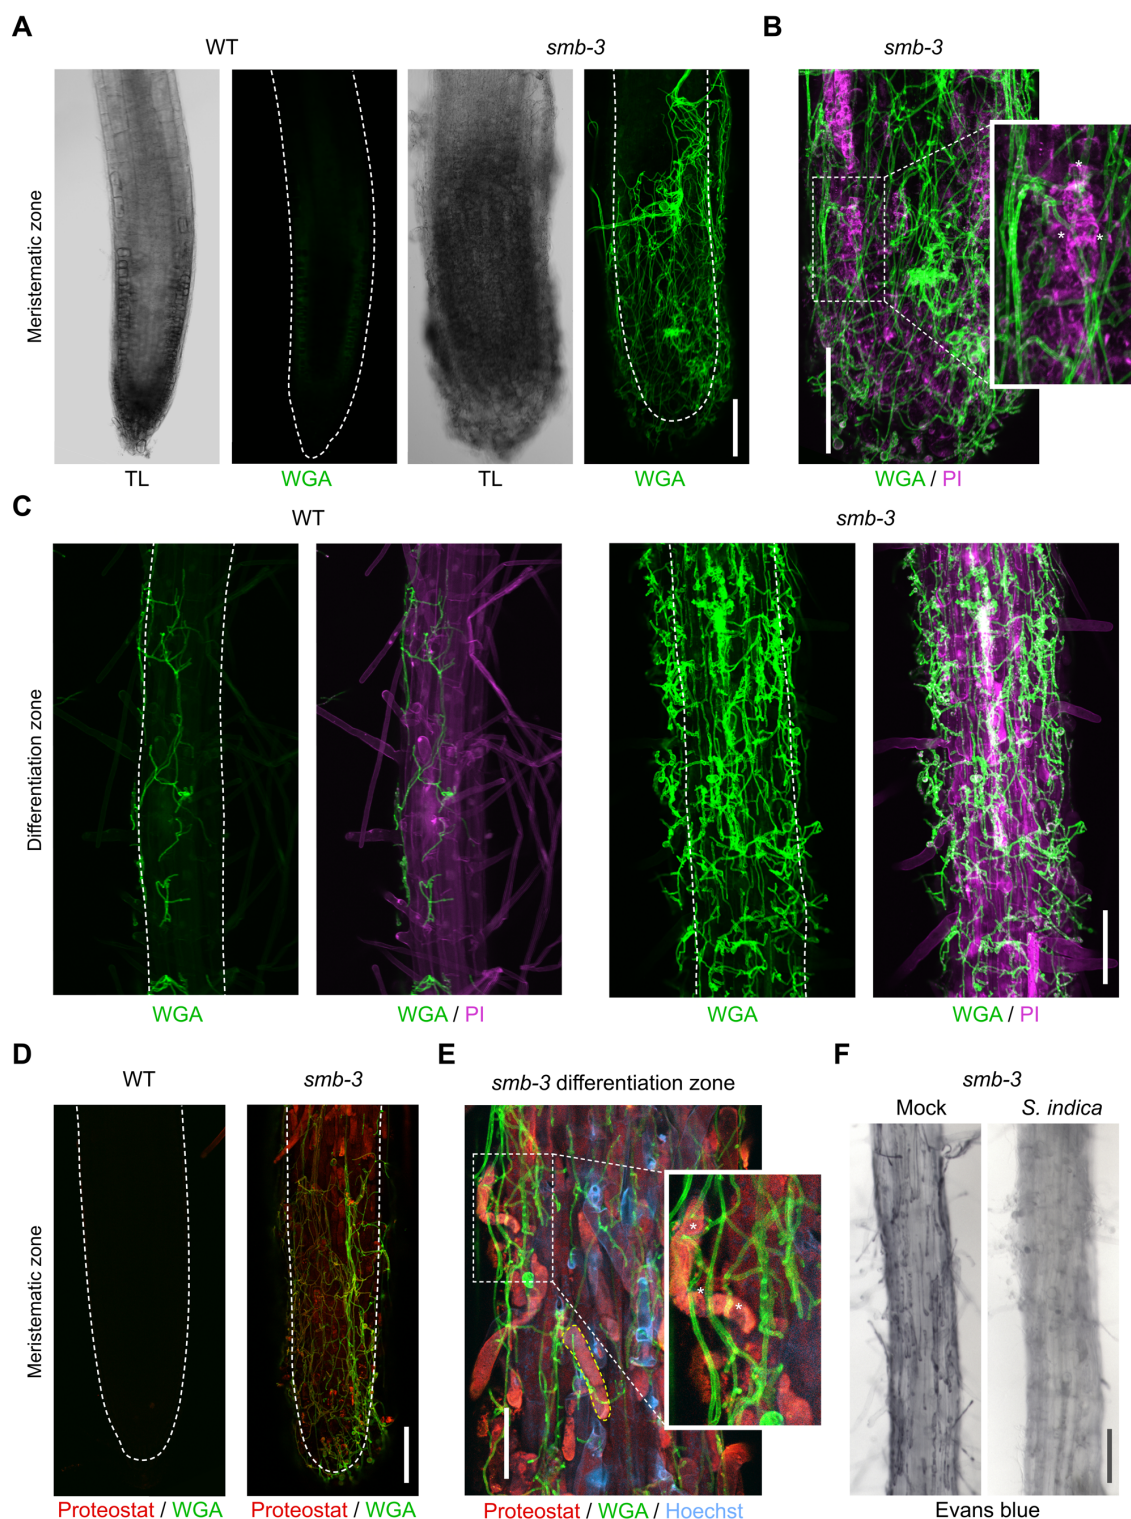 A
B
WT
smb-3
smb-3
Meristematic zone
*
*
*
TL
WGA
TL
WGA
WGA / PI
C
WT
smb-3
Differentiation zone
WGA
WGA / PI
WGA
WGA / PI
D
E
F
WT
smb-3
smb-3 differentiation zone
smb-3
Mock
S. indica
Meristematic zone
*
*
*
Proteostat / WGA
Proteostat / WGA
Proteostat / WGA / Hoechst
Evans blue